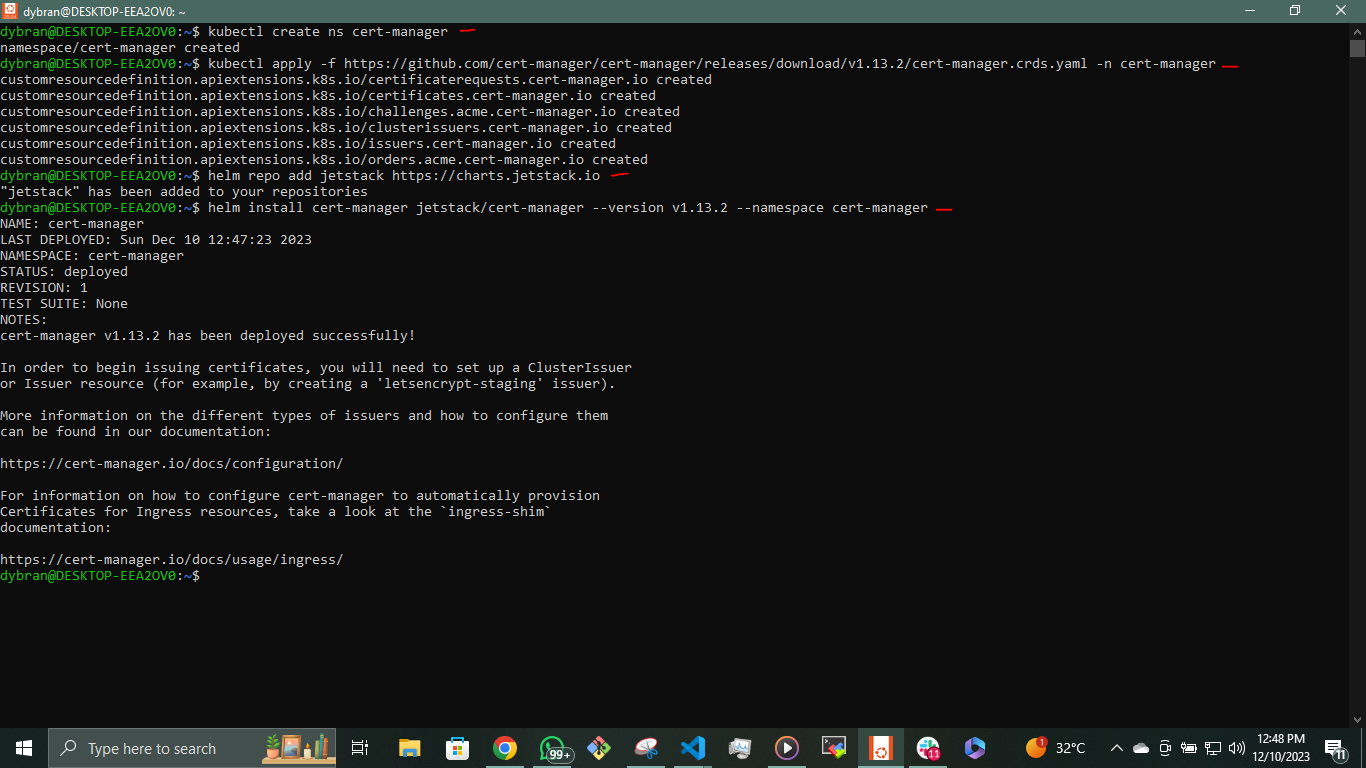 dybran@DESKTOP-EEA2OV0: ~
dybran@DESKTOP-EEA2OV0:~$ kubectl create ns cert-manager
namespace/cert-manager created
dybran@DESKTOP-EEA2OV0:~$ kubectl apply -f https://github.com/cert-manager/cert-manager/releases/download/v1.13.2/cert-manager.crds.yaml -n cert-manager
customresourcedefinition.apiextensions.k8s.io/certificaterequests.cert-manager.io created
customresourcedefinition.apiextensions.k8s.io/certificates.cert-manager.io created
customresourcedefinition.apiextensions.k8s.io/challenges.acme.cert-manager.io created
customresourcedefinition.apiextensions.k8s.io/clusterissuers.cert-manager.io created
customresourcedefinition.apiextensions.k8s.io/issuers.cert-manager.io created
customresourcedefinition.apiextensions.k8s.io/orders.acme.cert-manager.io created
dybran@DESKTOP-EEA2OV0:~$ helm repo add jetstack https://charts.jetstack.io
"jetstack" has been added to your repositories
dybran@DESKTOP-EEA2OV0:~$ helm install cert-manager jetstack/cert-manager --version v1.13.2 --namespace cert-manager
NAME: cert-manager
LAST DEPLOYED: Sun Dec 10 12:47:23 2023
NAMESPACE: cert-manager
STATUS: deployed
REVISION: 1
TEST SUITE: None
NOTES:
cert-manager v1.13.2 has been deployed successfully!
In order to begin issuing certificates, you will need to set up a ClusterIssuer
or Issuer resource (for example, by creating a 'letsencrypt-staging' issuer).
More information on the different types of issuers and how to configure them
can be found in our documentation:
https://cert-manager.io/docs/configuration/
For information on how to configure cert-manager to automatically provision
Certificates for Ingress resources, take a look at the `ingress-shim`
documentation:
https://cert-manager.io/docs/usage/ingress/
dybran@DESKTOP-EEA2OV0:~$
Type here to search
99+
11
1
32°C
12:48 PM
12/10/2023
11